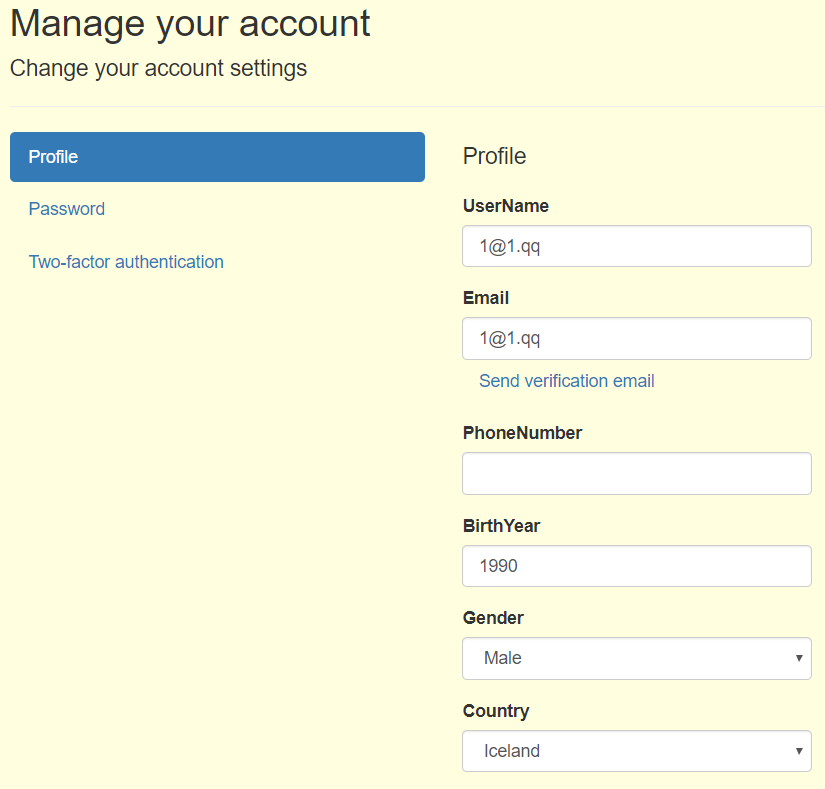 Manage your account
Change your account settings
Profile
Password
Two-factor authentication
Profile
UserName
1@1.qq
Email
1@1.qq
Send verification email
PhoneNumber
BirthYear
1990
Gender
Male
Country
Iceland